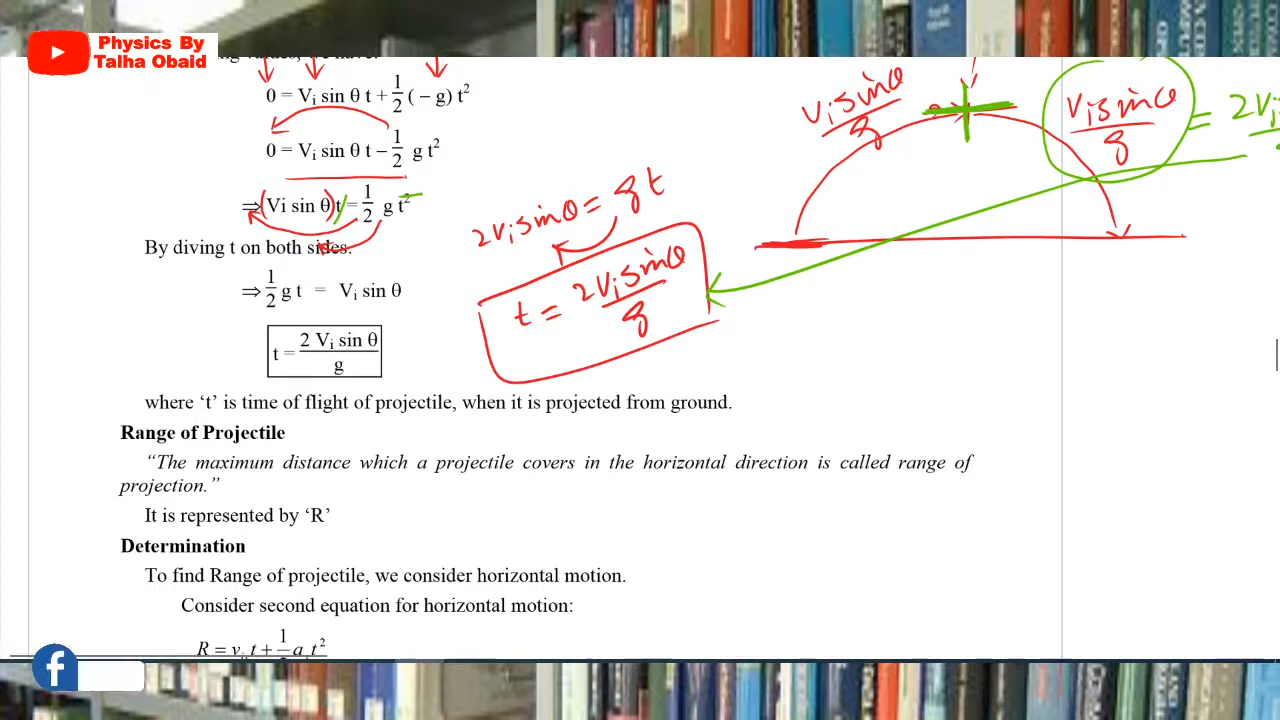 Physics By
Talha Obaid
0 = Vi sin θ t + 1/2 (– g) t²
0 = Vi sin θ t – 1/2 g t²
⇒ (Vi sin θ) t = 1/2 g t²
By diving t on both sides.
⇒ 1/2 g t = Vi sin θ
t = 2 Vi sin θ / g
where ‘t’ is time of flight of projectile, when it is projected from ground.
Range of Projectile
“The maximum distance which a projectile covers in the horizontal direction is called range of
projection.”
It is represented by ‘R’
Determination
To find Range of projectile, we consider horizontal motion.
Consider second equation for horizontal motion:
2visinθ = gt
t = 2visinθ / g
visinθ / g
visinθ / g = 2vi